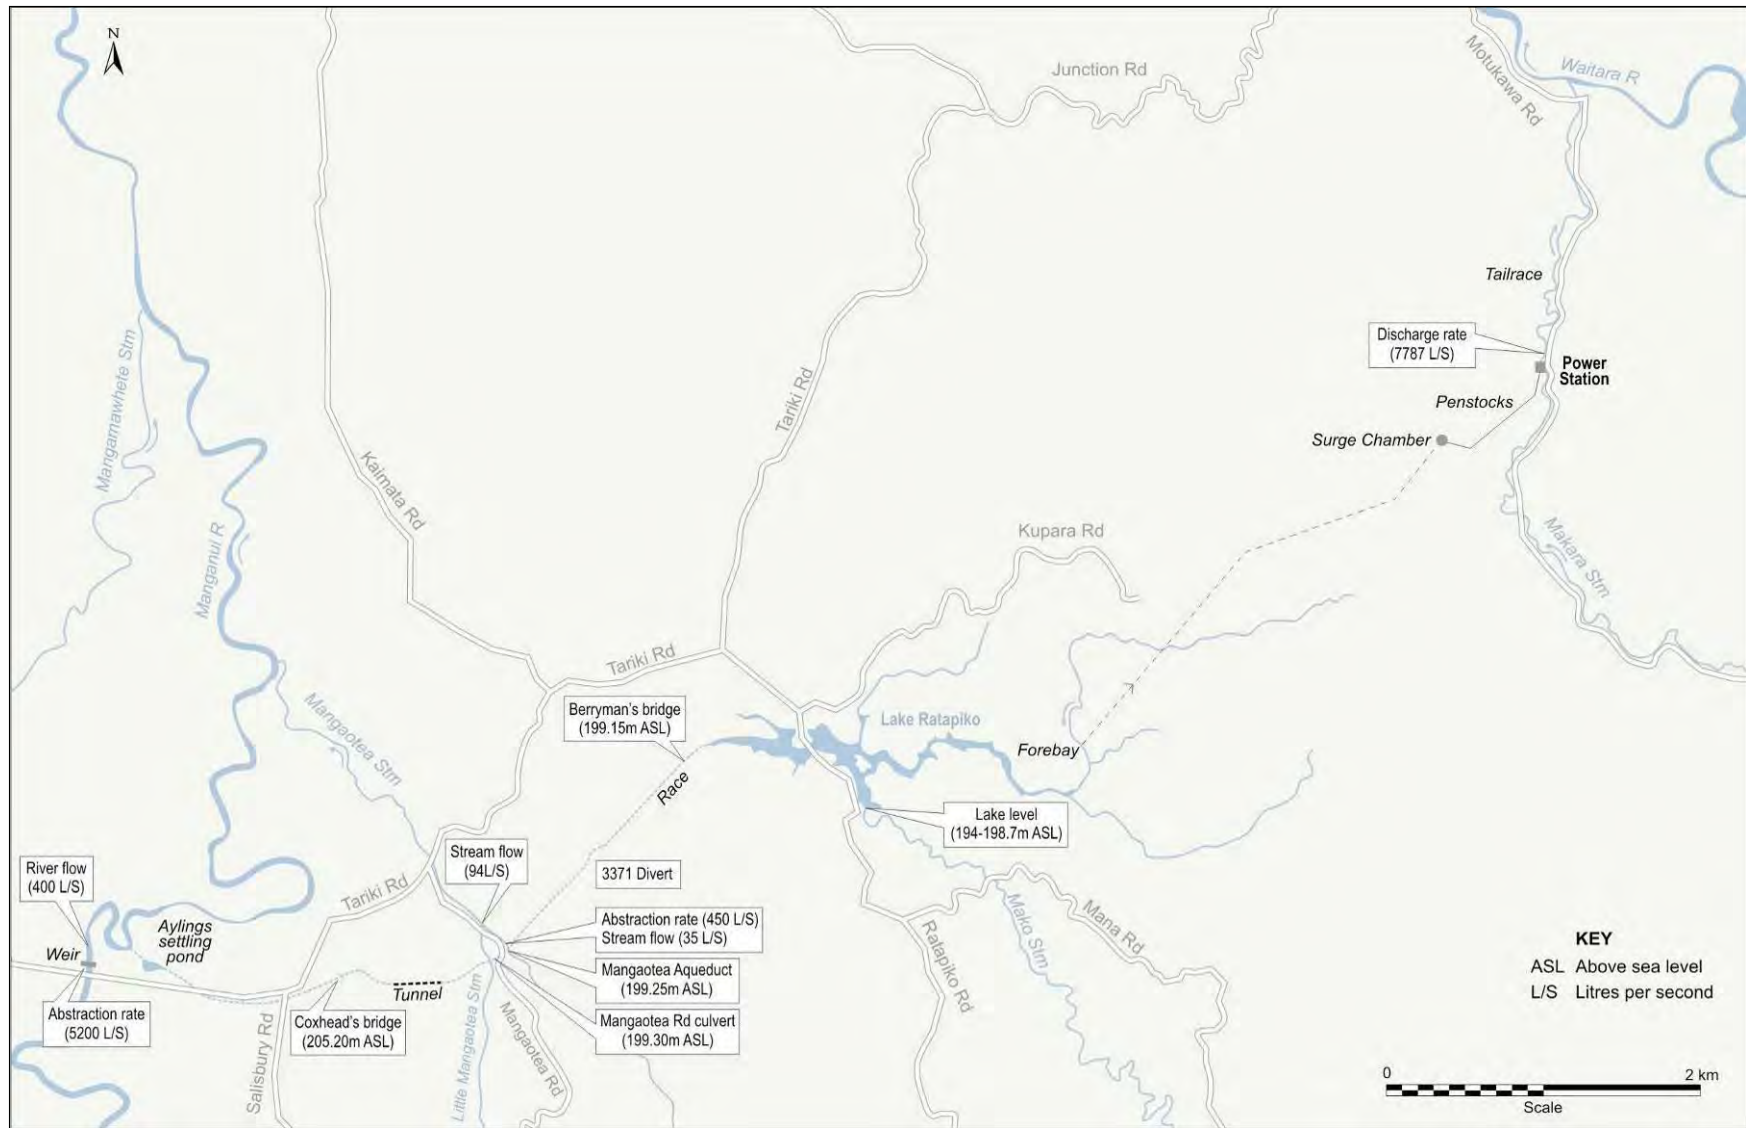 N
Junction Rd
Motukawa Rd
Waitara R
Tailrace
Discharge rate
(7787 L/S)
Power
Station
Penstocks
Surge Chamber
Mangamawhete Stm
Tariki Rd
Kaimata Rd
Manganui R
Kupara Rd
Makara Stm
Tariki Rd
Mangaotea Stm
Berryman's bridge
(199.15m ASL)
Lake Ratapiko
Forebay
Race
Lake level
(194-198.7m ASL)
Stream flow
(94L/S)
River flow
(400 L/S)
3371 Divert
Tariki Rd
Aylings
settling
pond
Weir
Abstraction rate (450 L/S)
Stream flow (35 L/S)
Mangaotea Aqueduct
(199.25m ASL)
Mangaotea Rd culvert
(199.30m ASL)
Tunnel
Abstraction rate
(5200 L/S)
Coxhead's bridge
(205.20m ASL)
Salisbury Rd
Little Mangaotea Stm
Mangaotea Rd
Ratapiko Rd
Mako Stm
Mana Rd
KEY
ASL Above sea level
L/S Litres per second
0 2 km
Scale